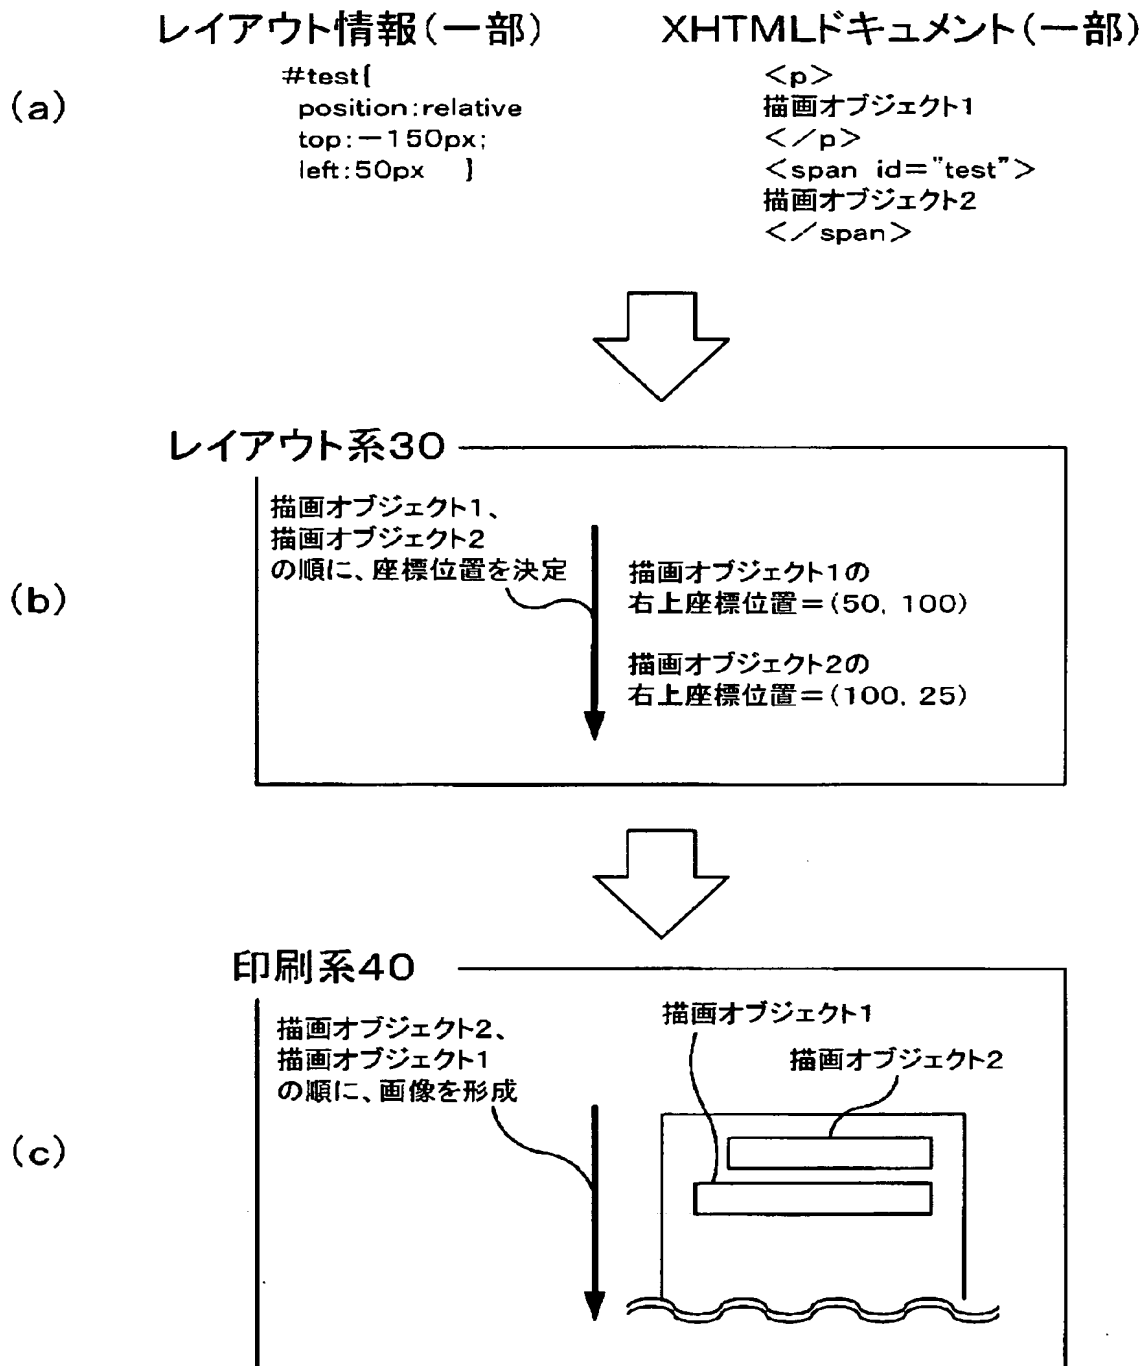 レイアウト情報(一部)
XHTMLドキュメント(一部)
(a)
#test{
position:relative
top:-150px;
left:50px }
<p>
描画オブジェクト1
</p>
<span id="test">
描画オブジェクト2
</span>
レイアウト系30
(b)
描画オブジェクト1、
描画オブジェクト2
の順に、座標位置を決定
描画オブジェクト1の
右上座標位置=(50, 100)
描画オブジェクト2の
右上座標位置=(100, 25)
印刷系40
(c)
描画オブジェクト2、
描画オブジェクト1
の順に、画像を形成
描画オブジェクト1
描画オブジェクト2